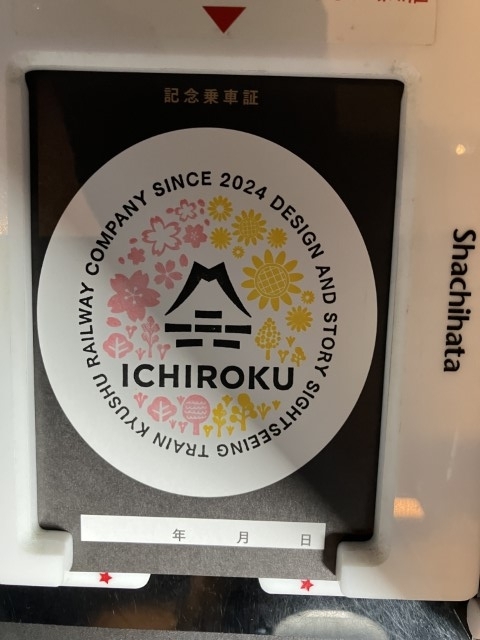 記念乗車証
KYUSHU RAILWAY COMPANY SINCE 2024 DESIGN AND STORY SIGHTSEEING TRAIN
ICHIROKU
年 月 日
Shachihata